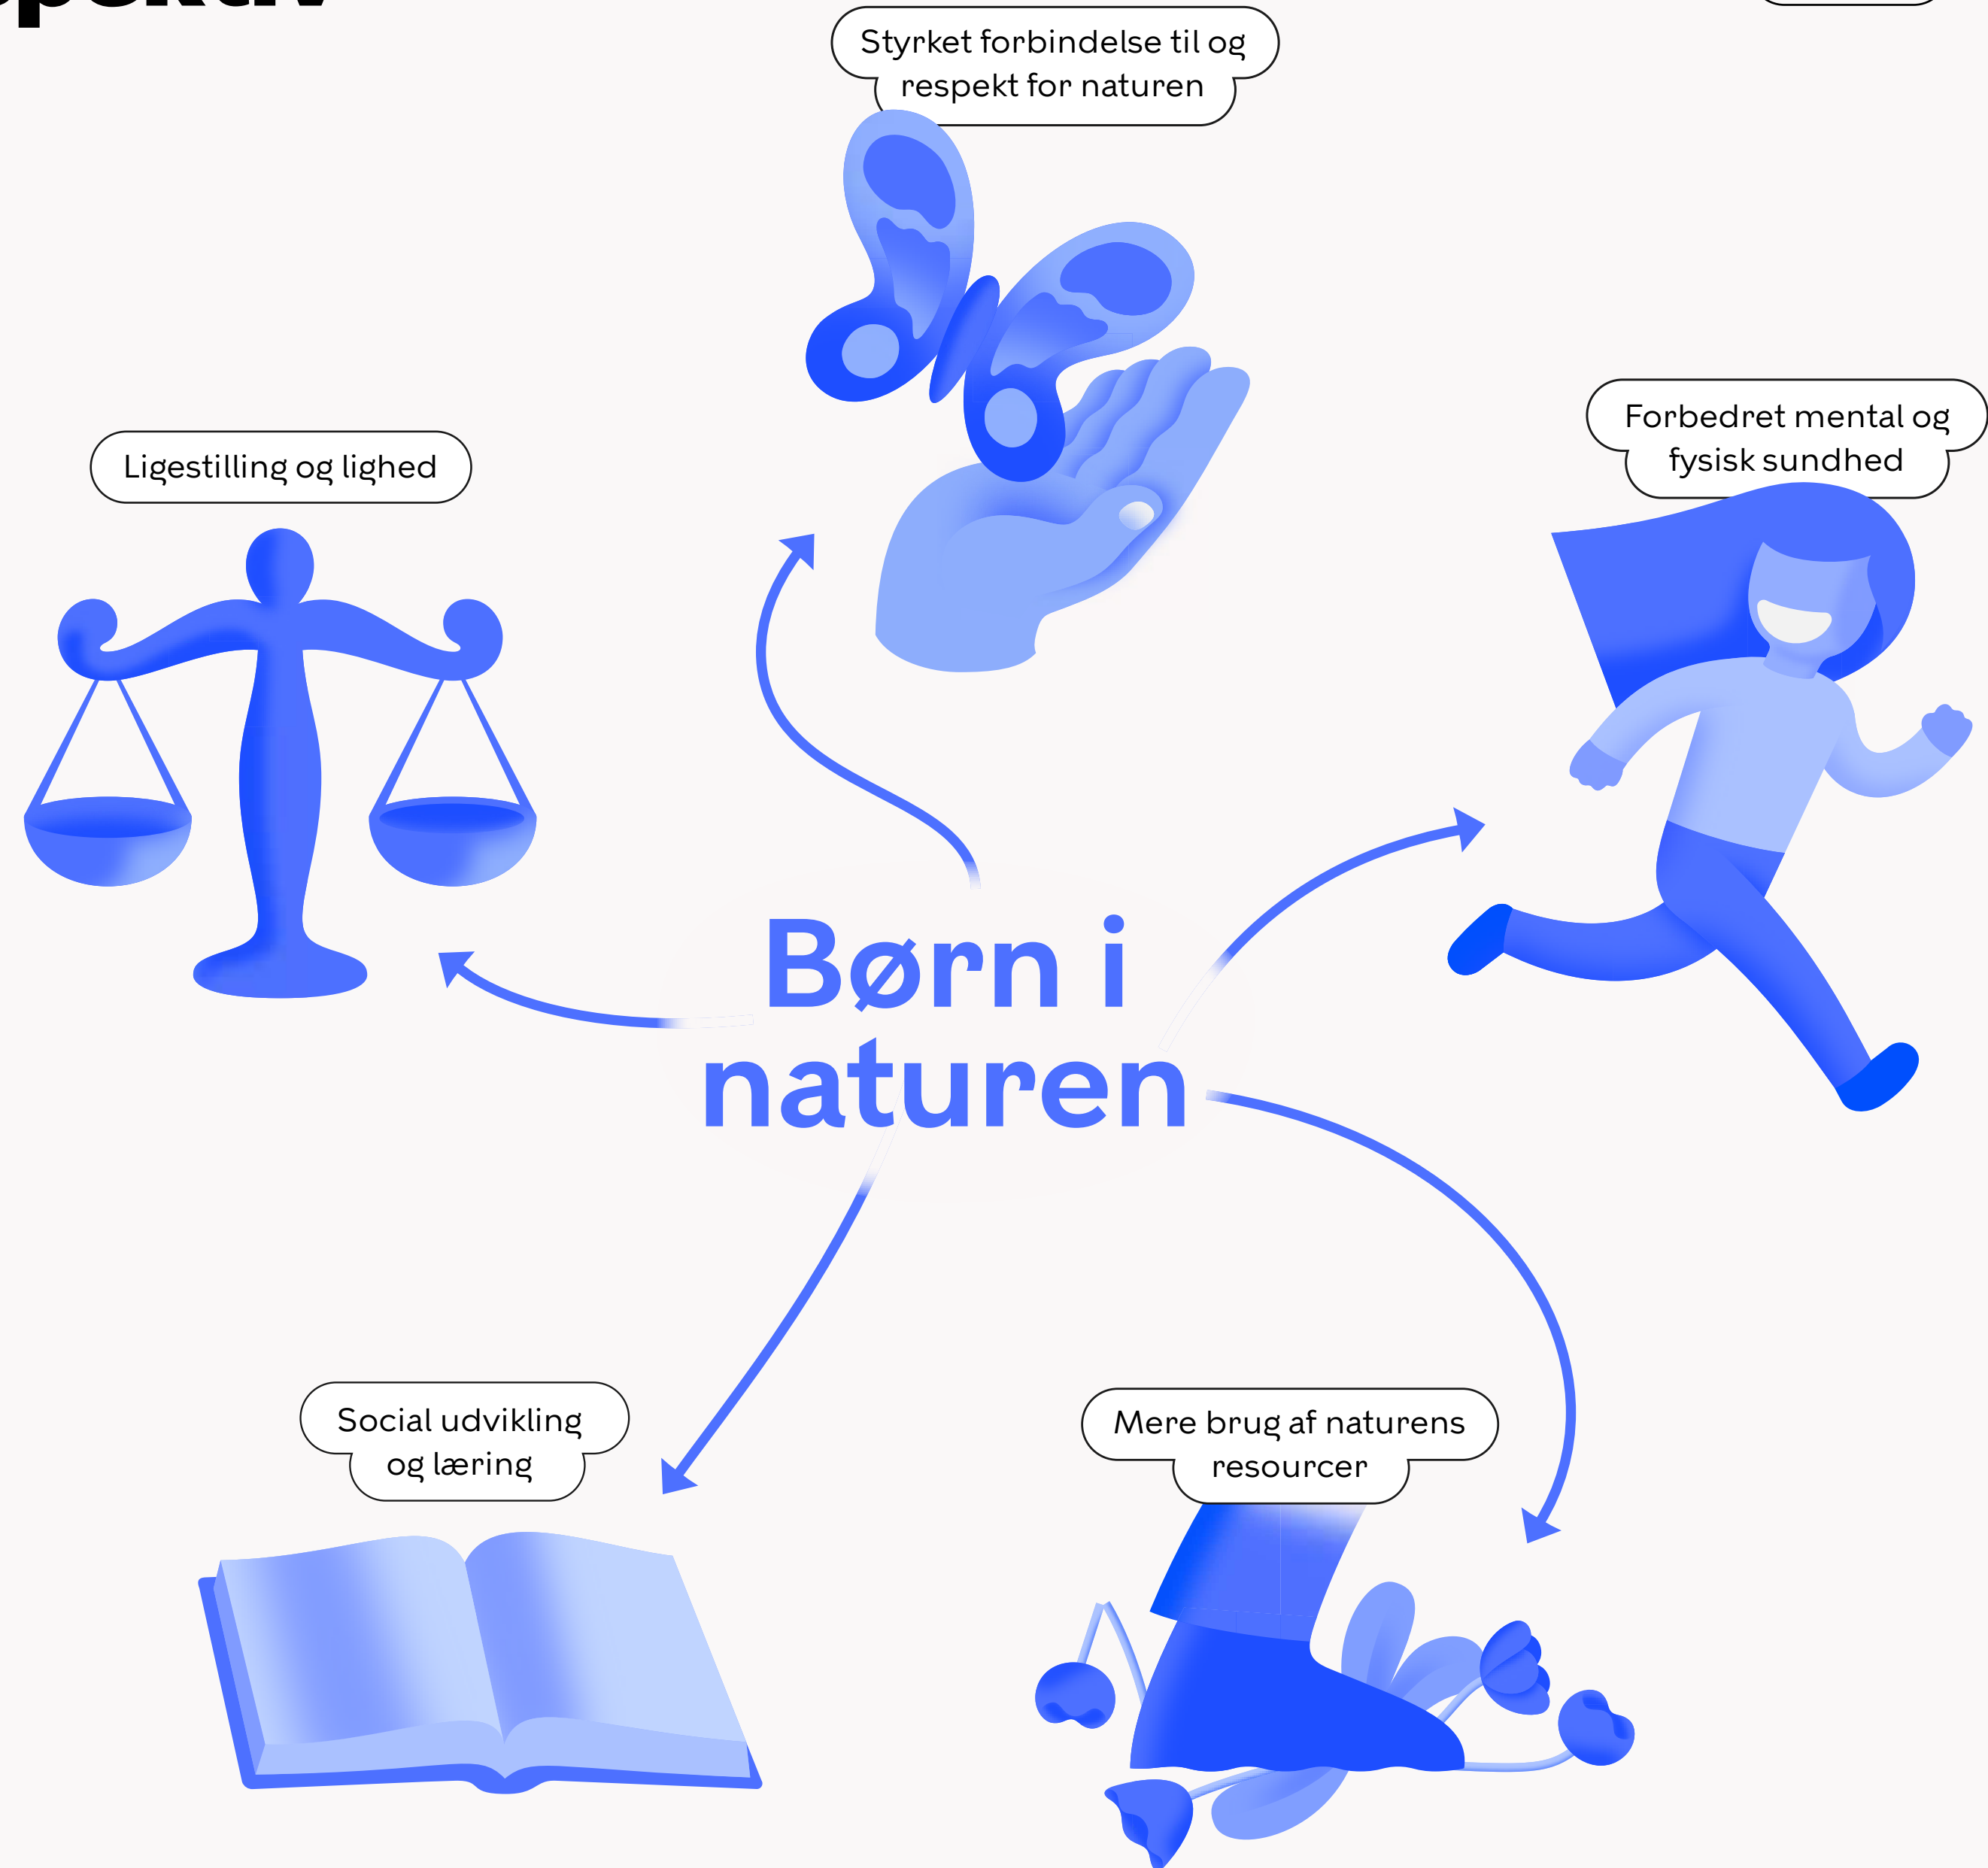 Styrket forbindelse til og
respekt for naturen
Forbedret mental og
fysisk sundhed
Ligestilling og lighed
Børn i
naturen
Social udvikling
og læring
Mere brug af naturens
resourcer